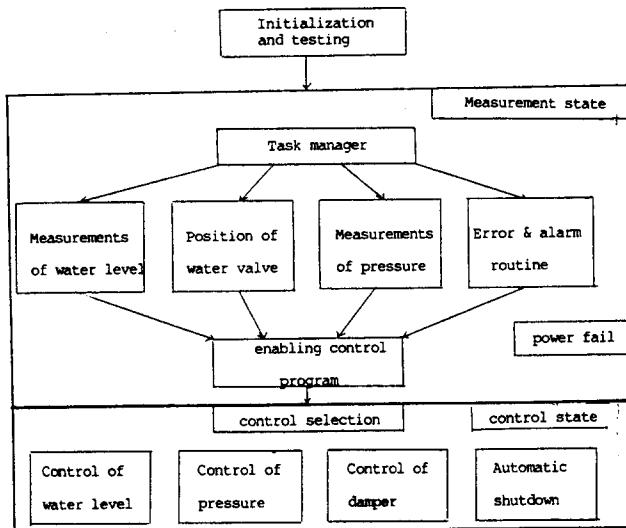 Initialization
and testing
Measurement state
Task manager
Measurements
of water level
Position of
water valve
Measurements
of pressure
Error & alarm
routine
power fail
enabling control
program
control selection
control state
Control of
water level
Control of
pressure
Control of
damper
Automatic
shutdown